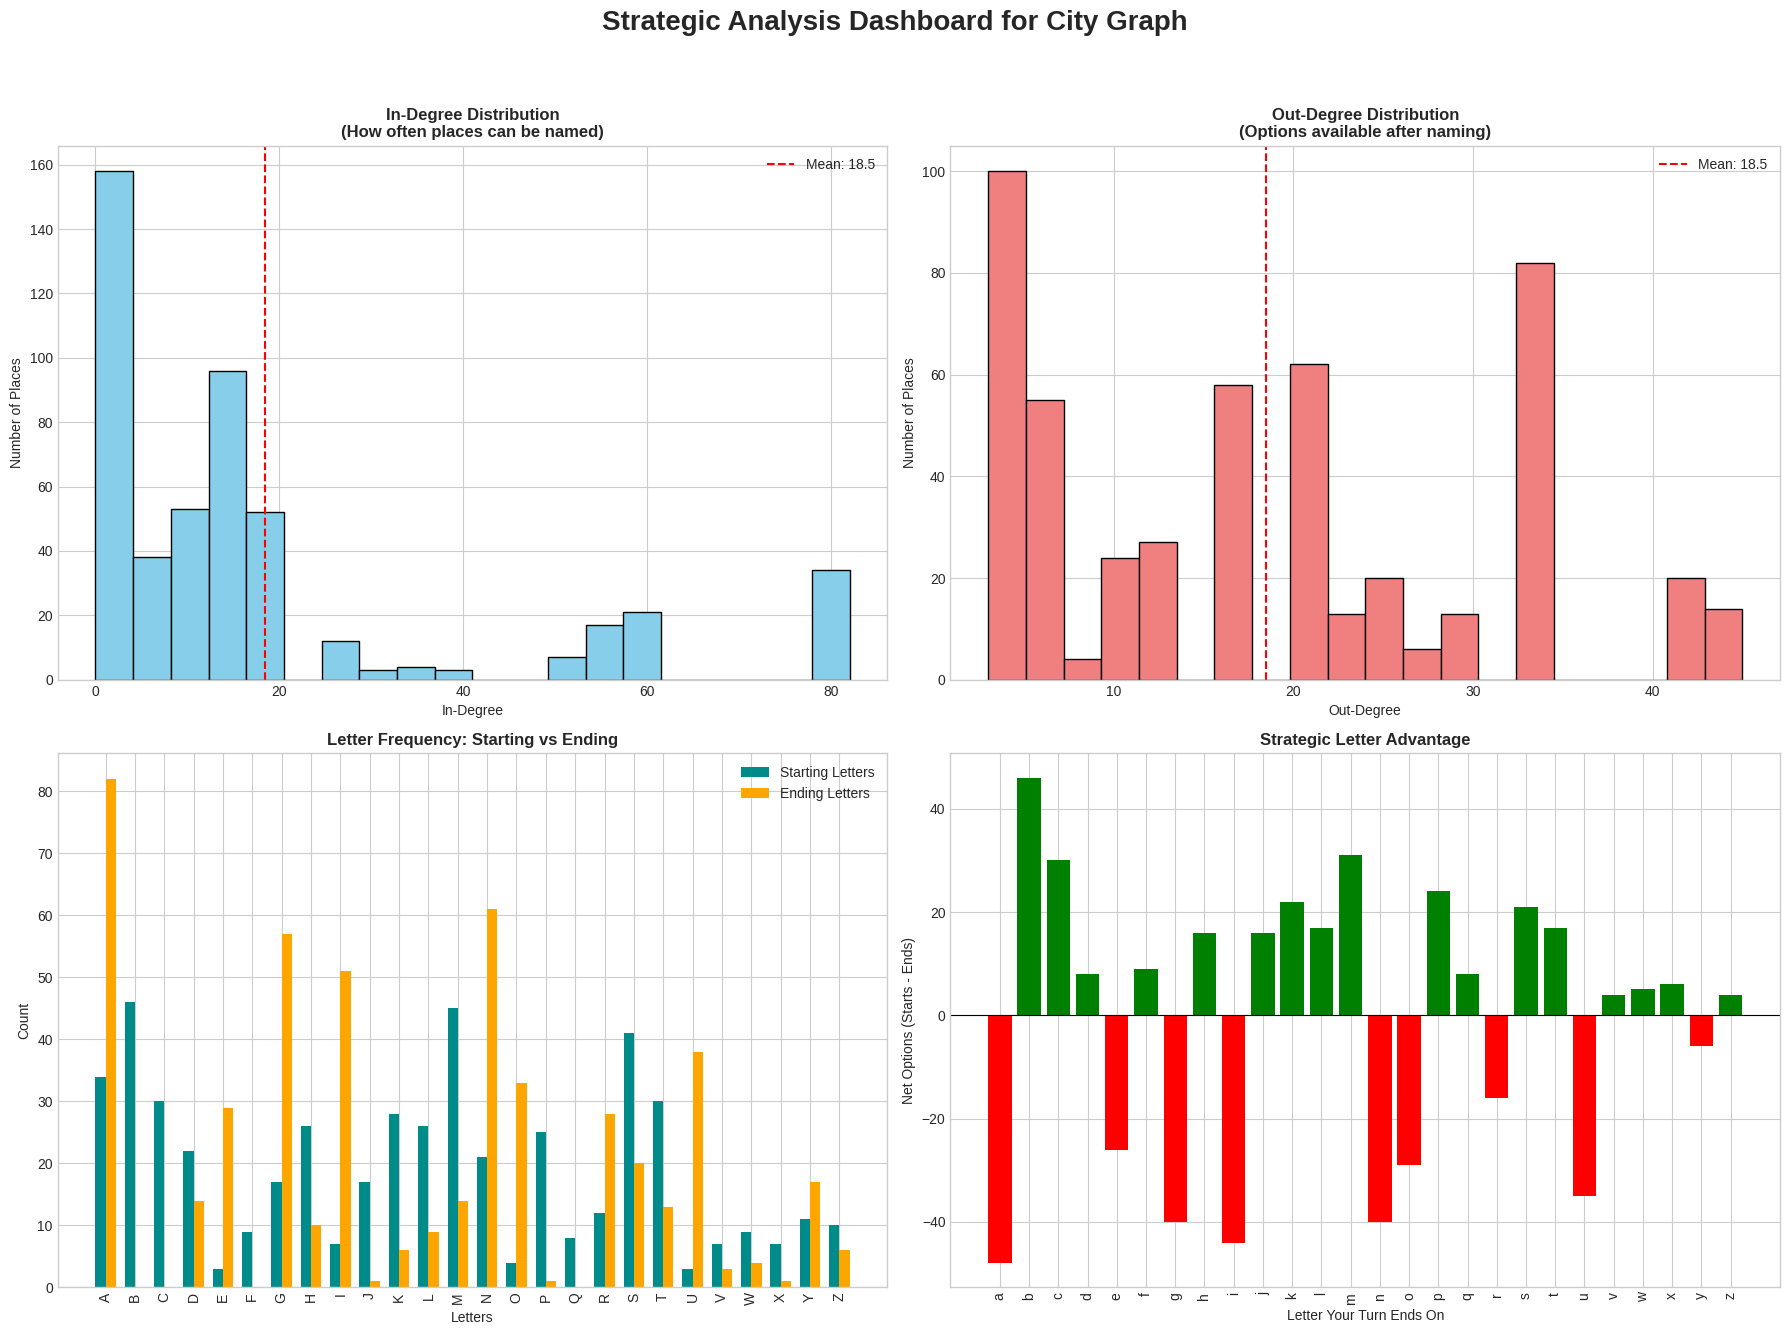 Strategic Analysis Dashboard for City Graph
In-Degree Distribution
(How often places can be named)
Mean: 18.5
Number of Places
160
140
120
100
80
60
40
20
0
0 20 40 60 80
In-Degree
Out-Degree Distribution
(Options available after naming)
Mean: 18.5
Number of Places
100
80
60
40
20
0
10 20 30 40
Out-Degree
Letter Frequency: Starting vs Ending
Starting Letters
Ending Letters
Count
80
70
60
50
40
30
20
10
0
A B C D E F G H I J K L M N O P Q R S T U V W X Y Z
Letters
Strategic Letter Advantage
Net Options (Starts - Ends)
40
20
0
−20
−40
a b c d e f g h i j k l m n o p q r s t u v w x y z
Letter Your Turn Ends On